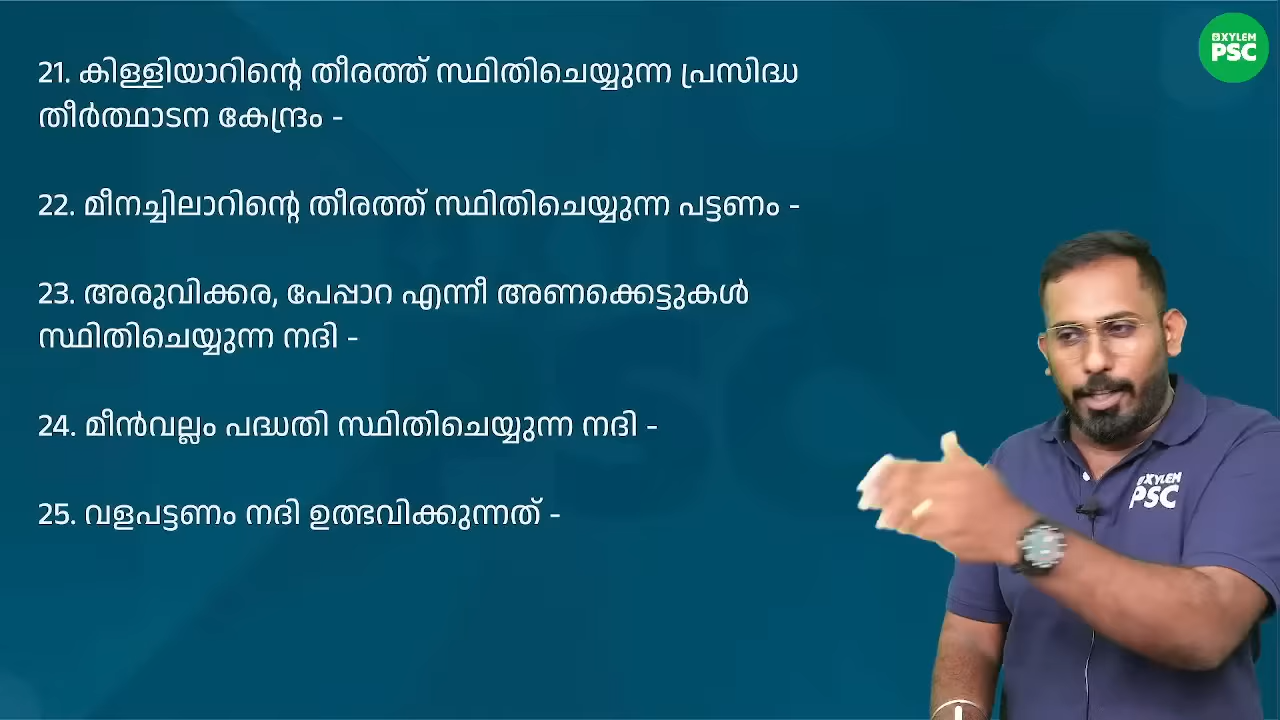 21. കിള്ളിയാറിന്റെ തീരത്ത് സ്ഥിതിചെയ്യുന്ന പ്രസിദ്ധ
തീർത്ഥാടന കേന്ദ്രം -
22. മീനച്ചിലാറിന്റെ തീരത്ത് സ്ഥിതിചെയ്യുന്ന പട്ടണം -
23. അരുവിക്കര, പേപ്പാറ എന്നീ അണക്കെട്ടുകൾ
സ്ഥിതിചെയ്യുന്ന നദി -
24. മീൻവല്ലം പദ്ധതി സ്ഥിതിചെയ്യുന്ന നദി -
25. വളപട്ടണം നദി ഉത്ഭവിക്കുന്നത് -
XYLEM
PSC
XYLEM
PSC